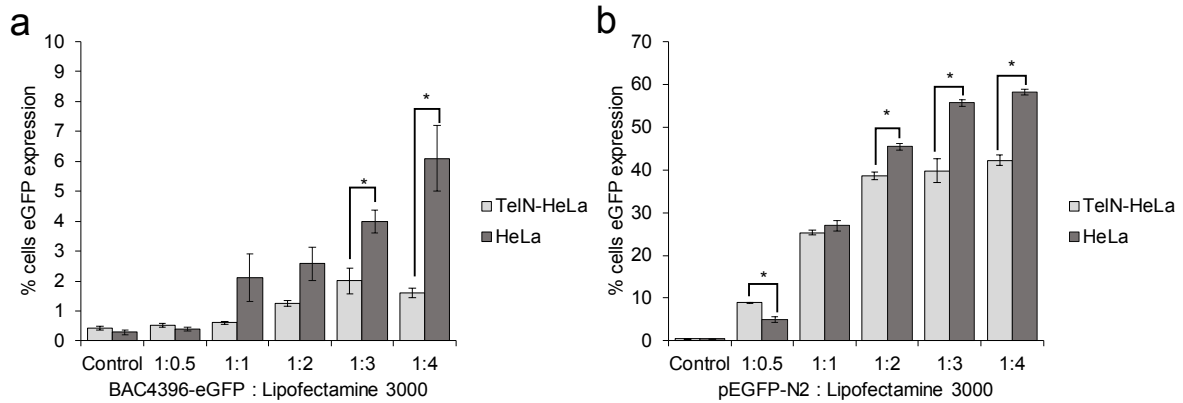 a
10
9
8
7
6
5
4
3
2
1
0
% cells eGFP expression
*
*
Control 1:0.5 1:1 1:2 1:3 1:4
BAC4396-eGFP : Lipofectamine 3000
TelN-HeLa
HeLa
b
70
60
50
40
30
20
10
0
% cells eGFP expression
*
*
*
*
Control 1:0.5 1:1 1:2 1:3 1:4
pEGFP-N2 : Lipofectamine 3000
TelN-HeLa
HeLa